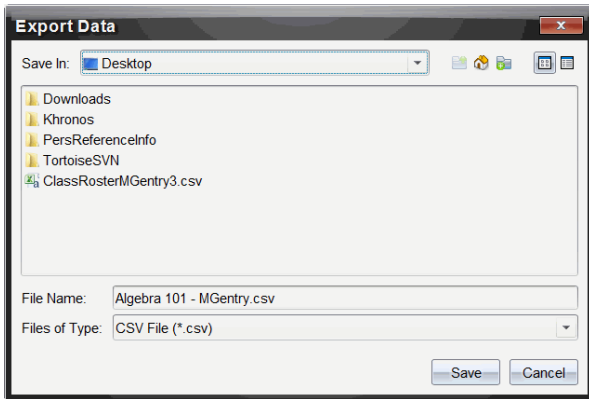 Export Data
Save In: Desktop
Downloads
Khronos
PersReferenceInfo
TortoiseSVN
ClassRosterMGentry3.csv
File Name: Algebra 101 - MGentry.csv
Files of Type: CSV File (*.csv)
Save Cancel